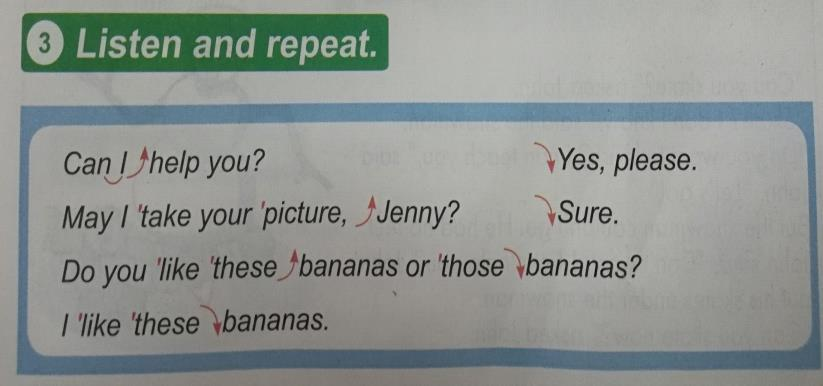 3 Listen and repeat.
Can I help you? Yes, please.
May I 'take your 'picture, Jenny? Sure.
Do you 'like 'these bananas or 'those bananas?
I 'like 'these bananas.